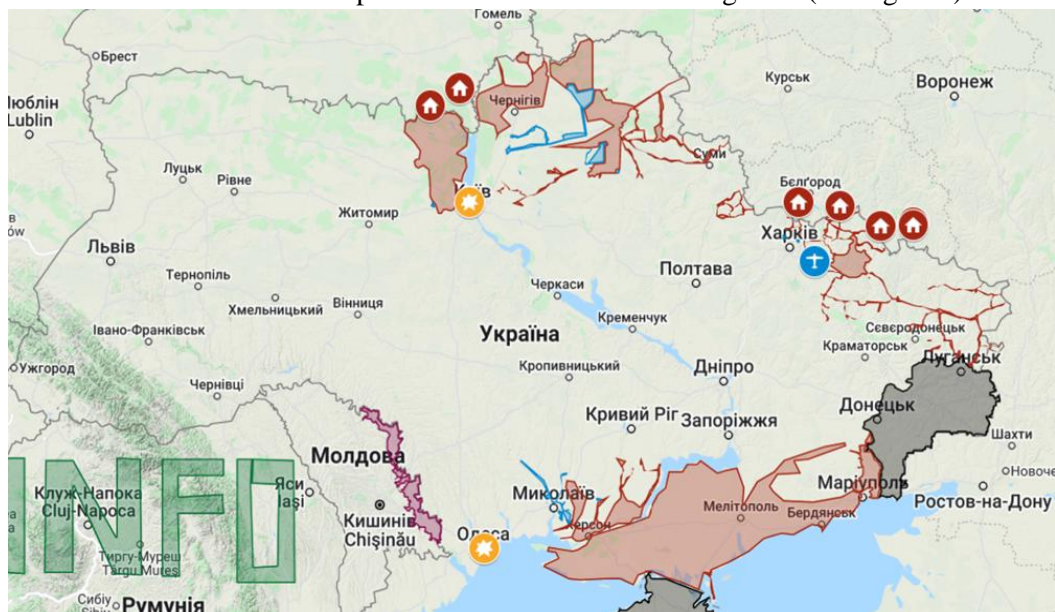 Гомель
Брест
Курськ
Воронеж
Люблін
Lublin
Чернігів
Луцьк
Рівне
Суми
Бєлгород
Київ
Житомир
Львів
Харків
Тернопіль
Полтава
Хмельницький
Вінниця
Черкаси
Івано-Франківськ
Україна
Кременчук
Сєвєродонецьк
Краматорськ
Ужгород
Кропивницький
Дніпро
Луганськ
Чернівці
Кривий Ріг
Запоріжжя
Донецьк
Шахти
Молдова
INFO
Яси
Iași
Клуж-Напока
Cluj-Napoca
Миколаїв
Мелітополь
Маріуполь
Бердянськ
Ростов-на-Дону
Новоче
Кишинів
Chișinău
Херсон
Одеса
Тиргу-Муреш
Târgu Mureș
Сибіу
Sibiu
Румунія